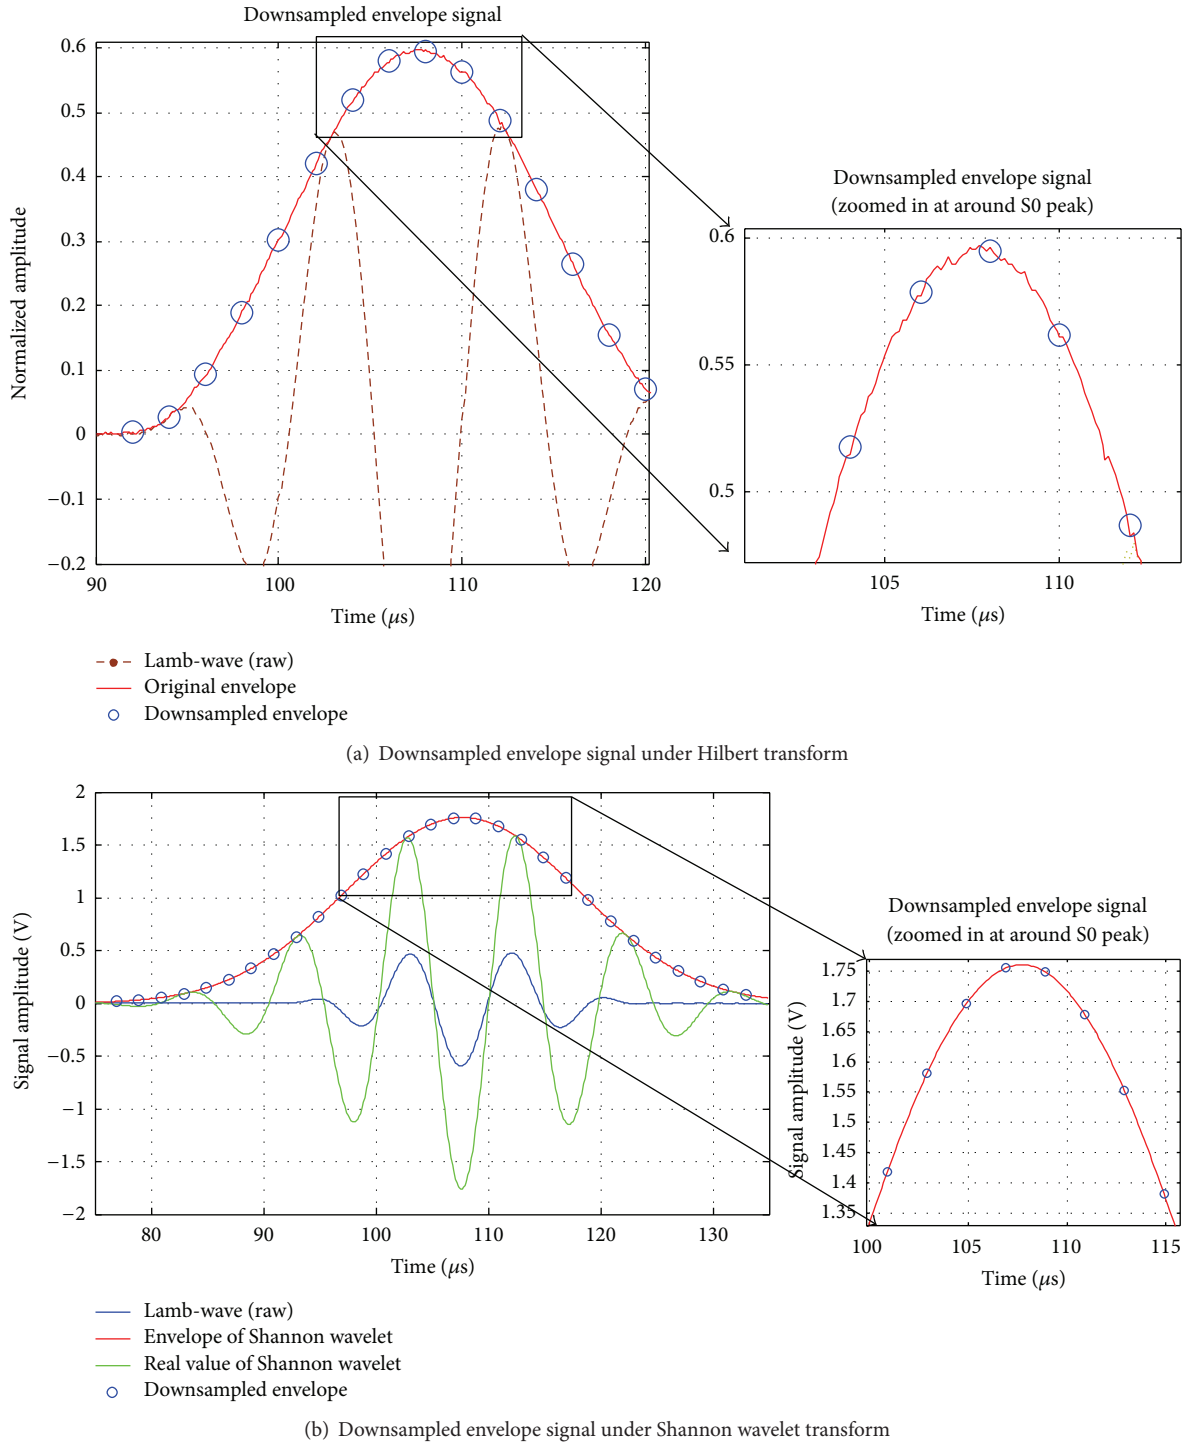 Downsampled envelope signal
0.6
0.5
0.4
0.3
0.2
0.1
0
−0.1
−0.2
Normalized amplitude
90
100
110
120
Time (μs)
Downsampled envelope signal
(zoomed in at around S0 peak)
0.6
0.55
0.5
105
110
Time (μs)
Lamb-wave (raw)
Original envelope
Downsampled envelope
(a) Downsampled envelope signal under Hilbert transform
2
1.5
1
0.5
0
−0.5
−1
−1.5
−2
Signal amplitude (V)
80
90
100
110
120
130
Time (μs)
Downsampled envelope signal
(zoomed in at around S0 peak)
1.75
1.7
1.65
1.6
1.55
1.5
1.45
1.4
1.35
Signal amplitude (V)
100
105
110
115
Time (μs)
Lamb-wave (raw)
Envelope of Shannon wavelet
Real value of Shannon wavelet
Downsampled envelope
(b) Downsampled envelope signal under Shannon wavelet transform